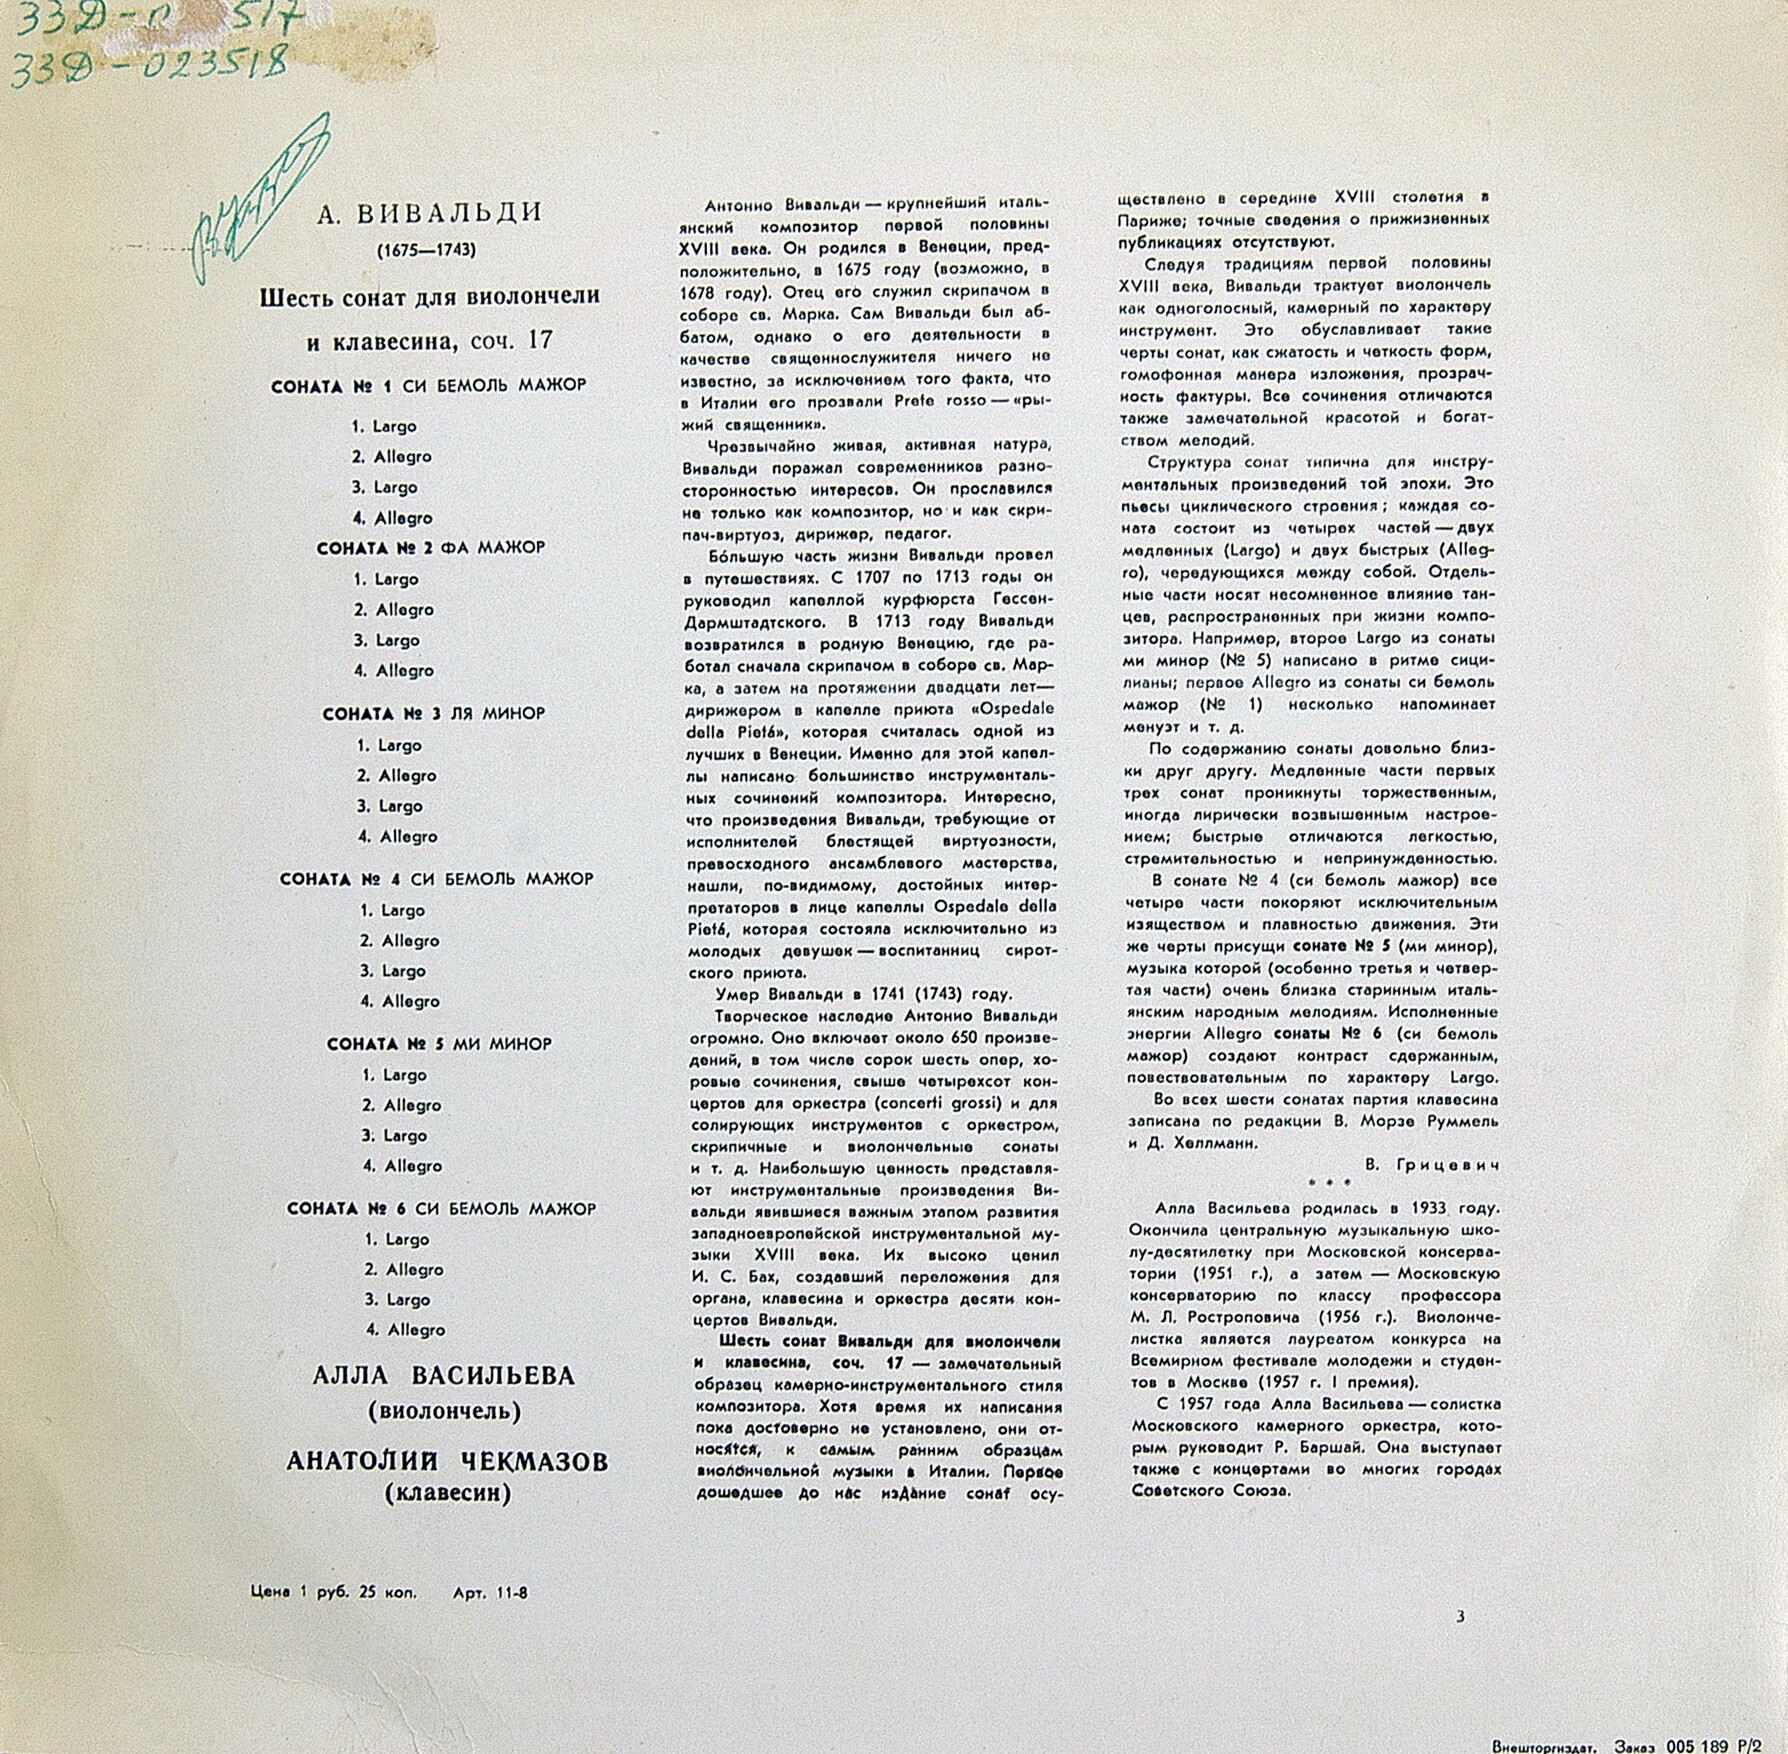 33Д-0 517
33Д-023518
А. ВИВАЛЬДИ
(1675—1743)
Шесть сонат для виолончели
и клавесина, соч. 17
СОНАТА № 1 СИ БЕМОЛЬ МАЖОР
1. Largo
2. Allegro
3. Largo
4. Allegro
СОНАТА № 2 ФА МАЖОР
1. Largo
2. Allegro
3. Largo
4. Allegro
СОНАТА № 3 ЛЯ МИНОР
1. Largo
2. Allegro
3. Largo
4. Allegro
СОНАТА № 4 СИ БЕМОЛЬ МАЖОР
1. Largo
2. Allegro
3. Largo
4. Allegro
СОНАТА № 5 МИ МИНОР
1. Largo
2. Allegro
3. Largo
4. Allegro
СОНАТА № 6 СИ БЕМОЛЬ МАЖОР
1. Largo
2. Allegro
3. Largo
4. Allegro
АЛЛА ВАСИЛЬЕВА
(виолончель)
АНАТОЛИЙ ЧЕКМАЗОВ
(клавесин)
Цена 1 руб. 25 коп. Арт. 11-8
Антонио Вивальди — крупнейший италь-
янский композитор первой половины
XVIII века. Он родился в Венеции, пред-
положительно, в 1675 году (возможно, в
1678 году). Отец его служил скрипачом в
соборе св. Марка. Сам Вивальди был аб-
батом, однако о его деятельности в
качестве священнослужителя ничего не
известно, за исключением того факта, что
в Италии его прозвали Prete rosso — «ры-
жий священник».
Чрезвычайно живая, активная натура,
Вивальди поражал современников разно-
сторонностью интересов. Он прославился
не только как композитор, но и как скри-
пач-виртуоз, дирижер, педагог.
Бо́льшую часть жизни Вивальди провел
в путешествиях. С 1707 по 1713 годы он
руководил капеллой курфюрста Гессен-
Дармштадтского. В 1713 году Вивальди
возвратился в родную Венецию, где ра-
ботал сначала скрипачом в соборе св. Мар-
ка, а затем на протяжении двадцати лет—
дирижером в капелле приюта «Ospedale
della Pietá», которая считалась одной из
лучших в Венеции. Именно для этой капел-
лы написано большинство инструменталь-
ных сочинений композитора. Интересно,
что произведения Вивальди, требующие от
исполнителей блестящей виртуозности,
превосходного ансамблевого мастерства,
нашли, по-видимому, достойных интер-
претаторов в лице капеллы Ospedale della
Pietá, которая состояла исключительно из
молодых девушек — воспитанниц сирот-
ского приюта.
Умер Вивальди в 1741 (1743) году.
Творческое наследие Антонио Вивальди
огромно. Оно включает около 650 произве-
дений, в том числе сорок шесть опер, хо-
ровые сочинения, свыше четырехсот кон-
цертов для оркестра (concerti grossi) и для
солирующих инструментов с оркестром,
скрипичные и виолончельные сонаты
и т. д. Наибольшую ценность представля-
ют инструментальные произведения Ви-
вальди явившиеся важным этапом развития
западноевропейской инструментальной му-
зыки XVIII века. Их высоко ценил
И. С. Бах, создавший переложения для
органа, клавесина и оркестра десяти кон-
цертов Вивальди.
Шесть сонат Вивальди для виолончели
и клавесина, соч. 17 — замечательный
образец камерно-инструментального стиля
композитора. Хотя время их написания
пока достоверно не установлено, они от-
носятся, к самым ранним образцам
виолончельной музыки в Италии. Первое
дошедшее до нас издание сонат осу-
ществлено в середине XVIII столетия в
Париже; точные сведения о прижизненных
публикациях отсутствуют.
Следуя традициям первой половины
XVIII века, Вивальди трактует виолончель
как одноголосный, камерный по характеру
инструмент. Это обуславливает такие
черты сонат, как сжатость и четкость форм,
гомофонная манера изложения, прозрач-
ность фактуры. Все сочинения отличаются
также замечательной красотой и богат-
ством мелодий.
Структура сонат типична для инстру-
ментальных произведений той эпохи. Это
пьесы циклического строения; каждая со-
ната состоит из четырех частей — двух
медленных (Largo) и двух быстрых (Alleg-
ro), чередующихся между собой. Отдель-
ные части носят несомненное влияние тан-
цев, распространенных при жизни компо-
зитора. Например, второе Largo из сонаты
ми минор (№ 5) написано в ритме сици-
лианы; первое Allegro из сонаты си бемоль
мажор (№ 1) несколько напоминает
менуэт и т. д.
По содержанию сонаты довольно близ-
ки друг другу. Медленные части первых
трех сонат проникнуты торжественным,
иногда лирически возвышенным настрое-
нием; быстрые отличаются легкостью,
стремительностью и непринужденностью.
В сонате № 4 (си бемоль мажор) все
четыре части покоряют исключительным
изяществом и плавностью движения. Эти
же черты присущи сонате № 5 (ми минор),
музыка которой (особенно третья и четвер-
тая части) очень близка старинным италь-
янским народным мелодиям. Исполненные
энергии Allegro сонаты № 6 (си бемоль
мажор) создают контраст сдержанным,
повествовательным по характеру Largo.
Во всех шести сонатах партия клавесина
записана по редакции В. Морзе Руммель
и Д. Хеллманн.
В. Грицевич
* * *
Алла Васильева родилась в 1933 году.
Окончила центральную музыкальную шко-
лу-десятилетку при Московской консерва-
тории (1951 г.), а затем — Московскую
консерваторию по классу профессора
М. Л. Ростроповича (1956 г.). Виолонче-
листка является лауреатом конкурса на
Всемирном фестивале молодежи и студен-
тов в Москве (1957 г. I премия).
С 1957 года Алла Васильева — солистка
Московского камерного оркестра, кото-
рым руководит Р. Баршай. Она выступает
также с концертами во многих городах
Советского Союза.
3
Внешторгиздат. Заказ 005 189 Р/2